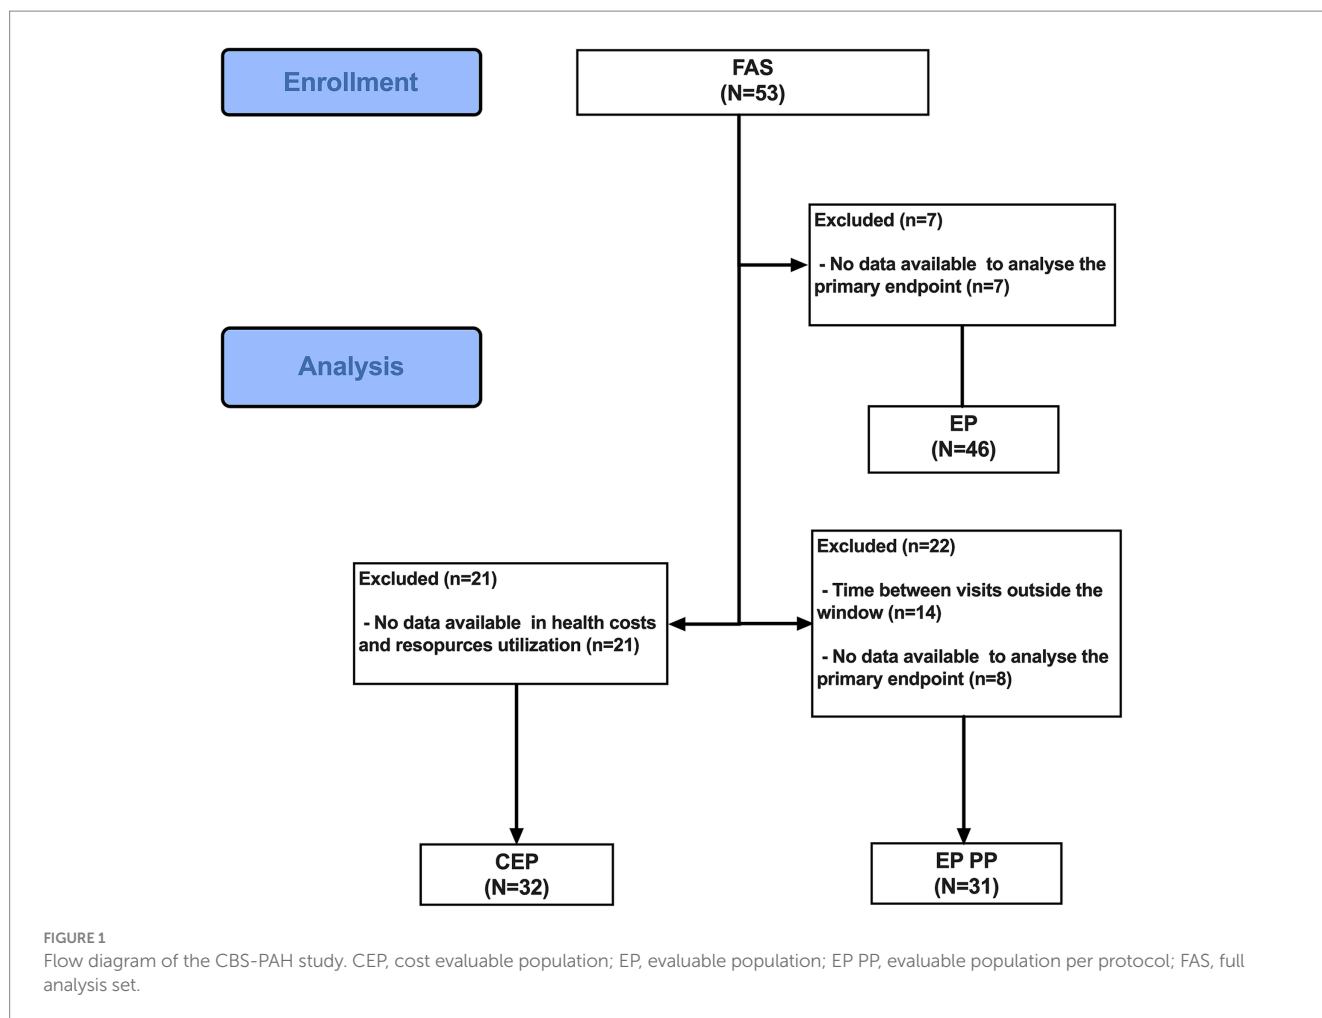 Enrollment
FAS
(N=53)
Excluded (n=7)
- No data available to analyse the
primary endpoint (n=7)
Analysis
EP
(N=46)
Excluded (n=21)
- No data available in health costs
and resopurces utilization (n=21)
Excluded (n=22)
- Time between visits outside the
window (n=14)
- No data available to analyse the
primary endpoint (n=8)
CEP
(N=32)
EP PP
(N=31)
FIGURE 1
Flow diagram of the CBS-PAH study. CEP, cost evaluable population; EP, evaluable population; EP PP, evaluable population per protocol; FAS, full
analysis set.